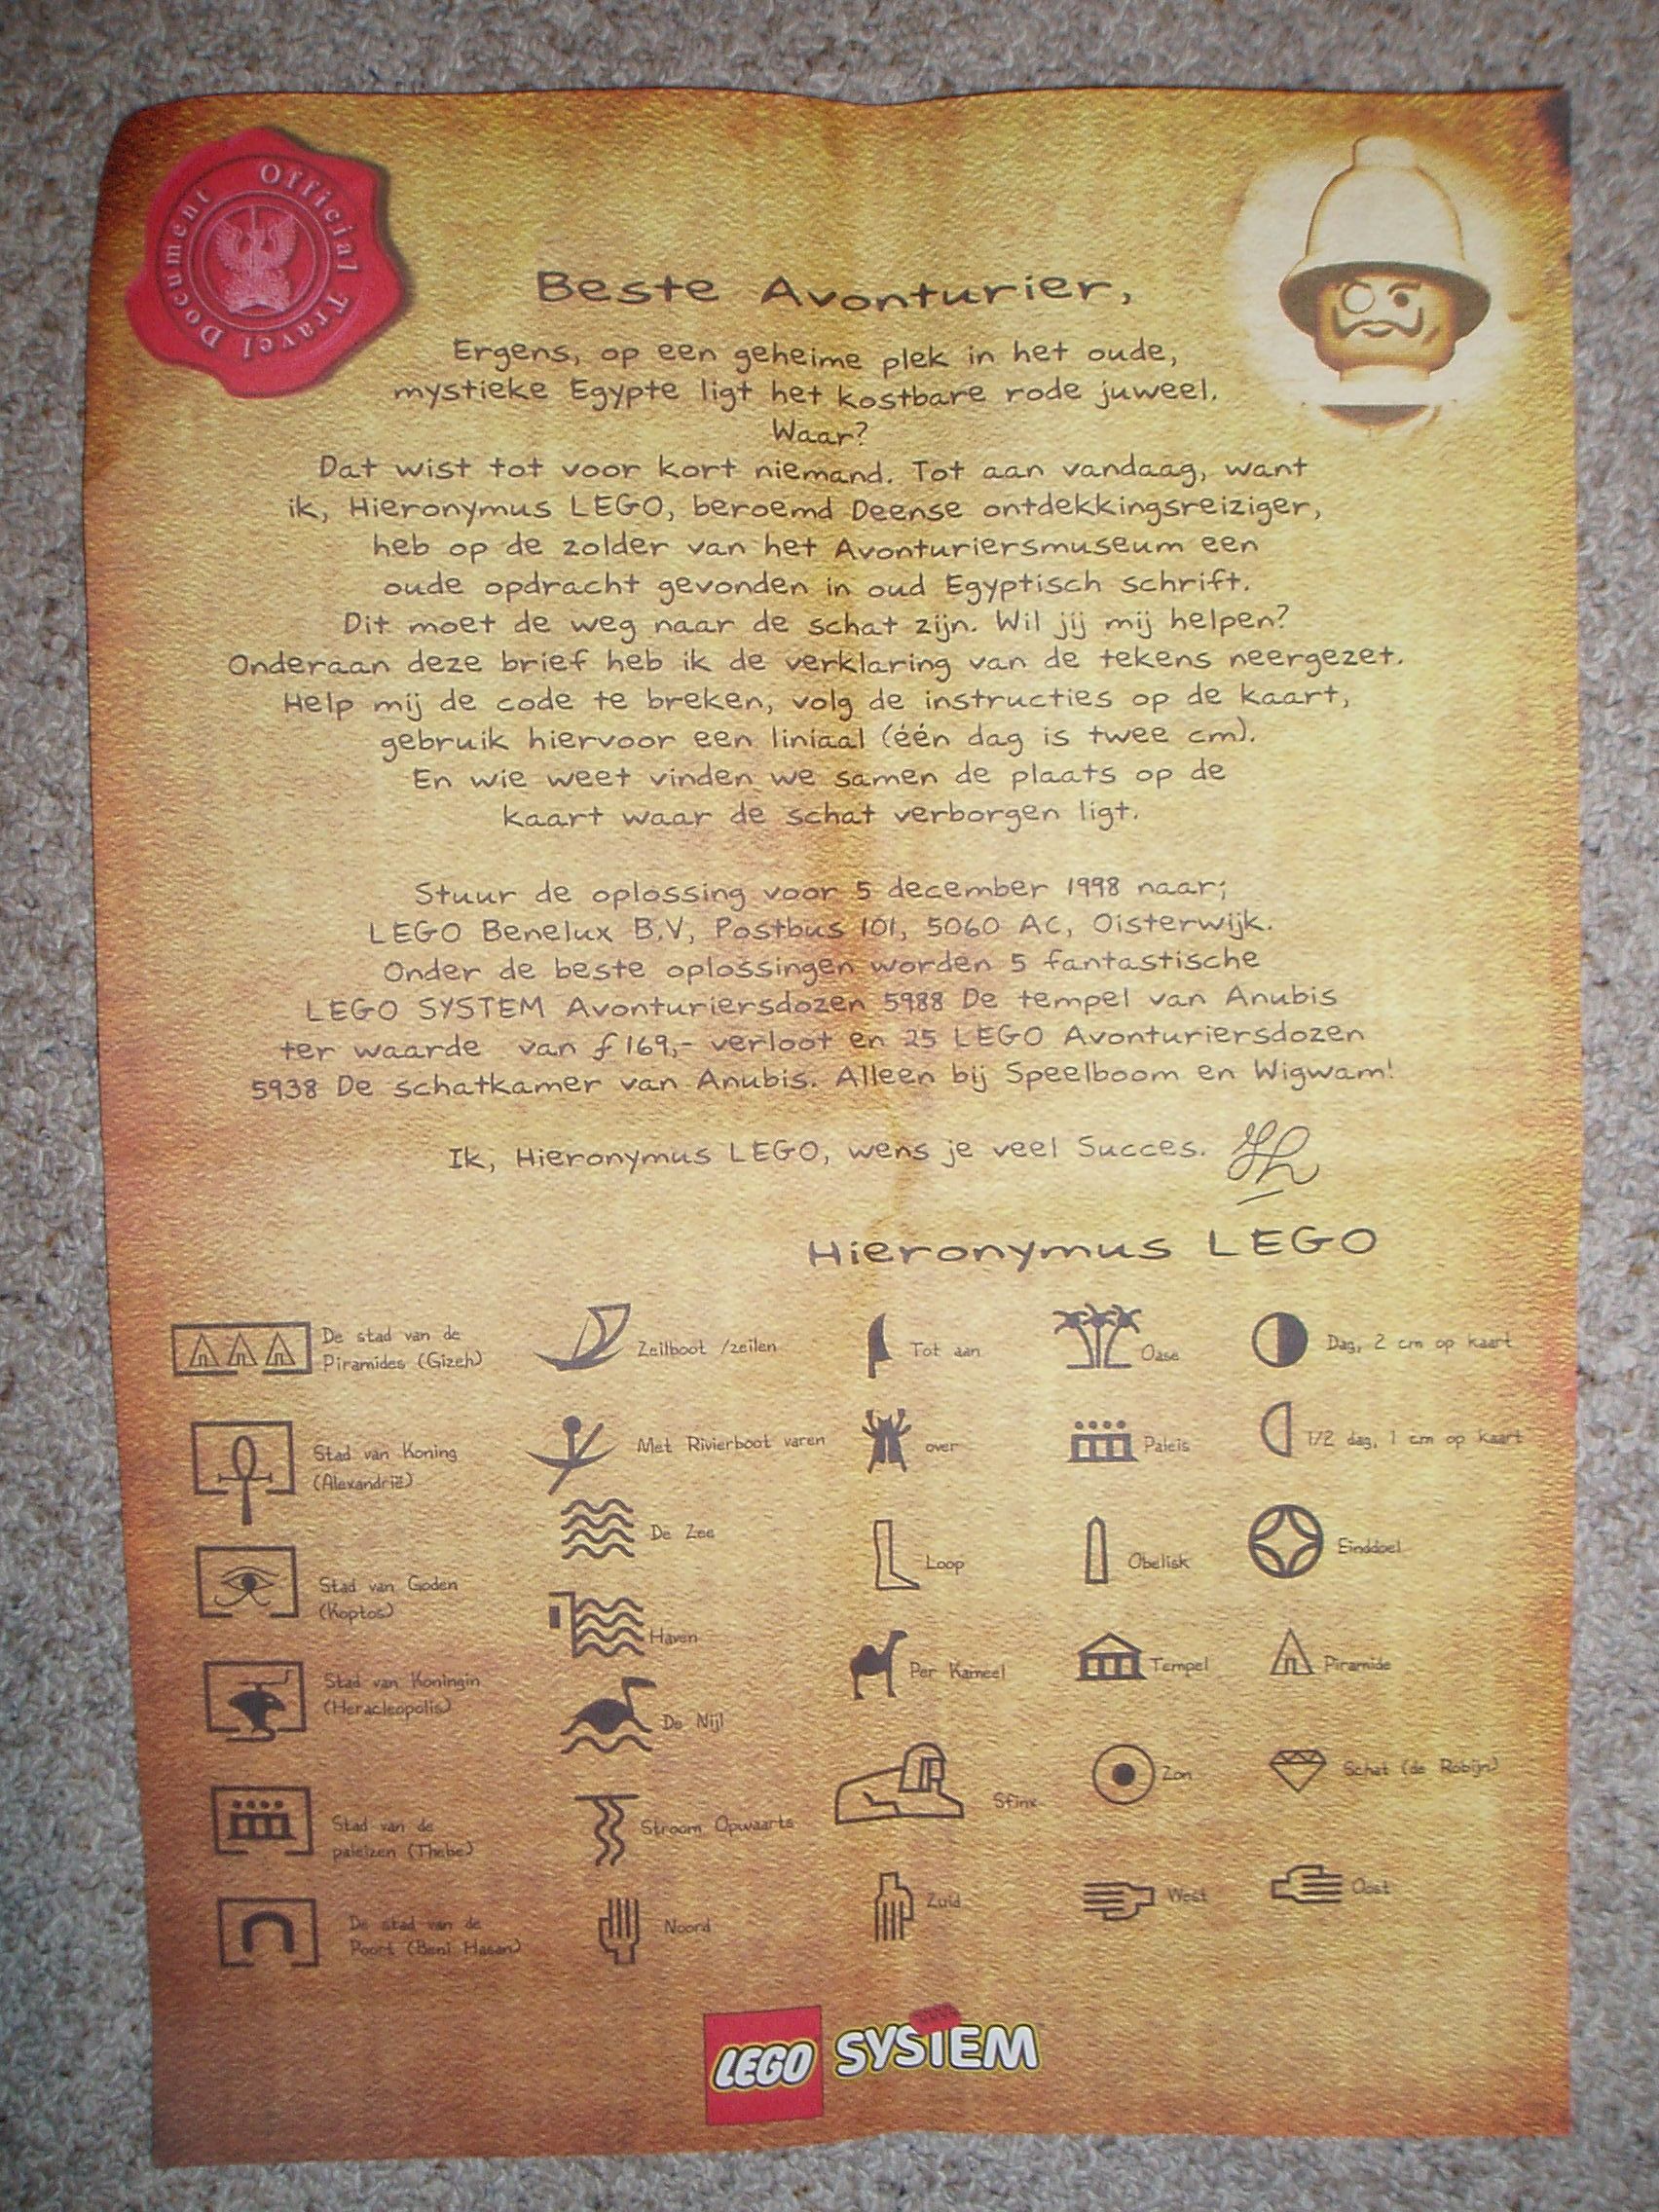 Official Travel Document
Beste Avonturier,
Ergens, op een geheime plek in het oude,
mystieke Egypte ligt het kostbare rode juweel.
Waar?
Dat wist tot voor kort niemand. Tot aan vandaag, want
ik, Hieronymus LEGO, beroemd Deense ontdekkingsreiziger,
heb op de zolder van het Avonturiersmuseum een
oude opdracht gevonden in oud Egyptisch schrift.
Dit moet de weg naar de schat zijn. Wil jij mij helpen?
Onderaan deze brief heb ik de verklaring van de tekens neergezet.
Help mij de code te breken, volg de instructies op de kaart,
gebruik hiervoor een liniaal (één dag is twee cm).
En wie weet vinden we samen de plaats op de
kaart waar de schat verborgen ligt.
Stuur de oplossing voor 5 december 1998 naar;
LEGO Benelux B.V, Postbus 101, 5060 AC, Oisterwijk.
Onder de beste oplossingen worden 5 fantastische
LEGO SYSTEM Avonturiersdozen 5988 De tempel van Anubis
ter waarde van ƒ 169,- verloot en 25 LEGO Avonturiersdozen
5938 De schatkamer van Anubis. Alleen bij Speelboom en Wigwam!
Ik, Hieronymus LEGO, wens je veel Succes.
Hieronymus LEGO
De stad van de
Piramides (Gizeh)
Stad van Koning
(Alexandrië)
Stad van Goden
(Koptos)
Stad van Koningin
(Heracleopolis)
Stad van de
paleizen (Thebe)
De stad van de
Poort (Beni Hasan)
Zeilboot /zeilen
Met Rivierboot varen
De Zee
Haven
De Nijl
Stroom Opwaarts
Noord
Tot aan
over
Loop
Per Kameel
Sfinx
Zuid
Oase
Paleis
Obelisk
Tempel
Zon
West
Dag, 2 cm op kaart
1/2 dag, 1 cm op kaart
Einddoel
Piramide
Schat (de Robijn)
Oost
LEGO SYSTEM